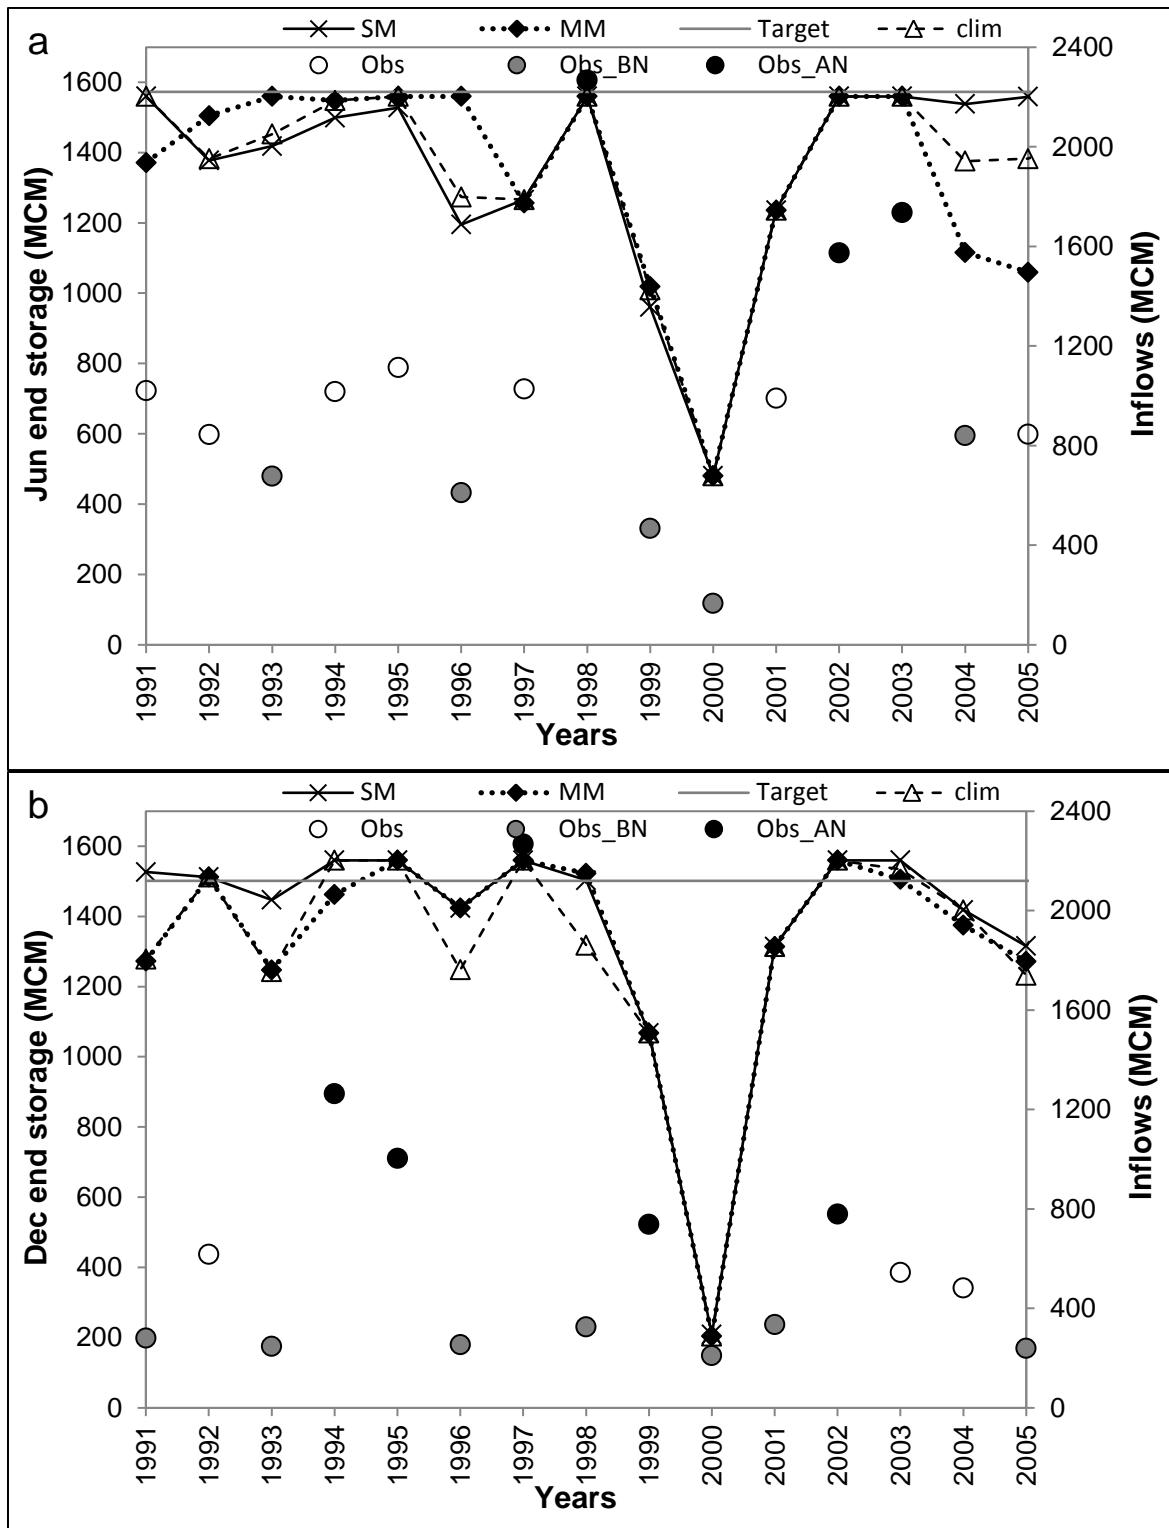 a
SM MM Target clim
Obs Obs_BN Obs_AN
1600
1400
1200
1000
800
600
400
200
0
Jun end storage (MCM)
2400
2000
1600
1200
800
400
0
Inflows (MCM)
1991 1992 1993 1994 1995 1996 1997 1998 1999 2000 2001 2002 2003 2004 2005
Years
b
SM MM Target clim
Obs Obs_BN Obs_AN
1600
1400
1200
1000
800
600
400
200
0
Dec end storage (MCM)
2400
2000
1600
1200
800
400
0
Inflows (MCM)
1991 1992 1993 1994 1995 1996 1997 1998 1999 2000 2001 2002 2003 2004 2005
Years